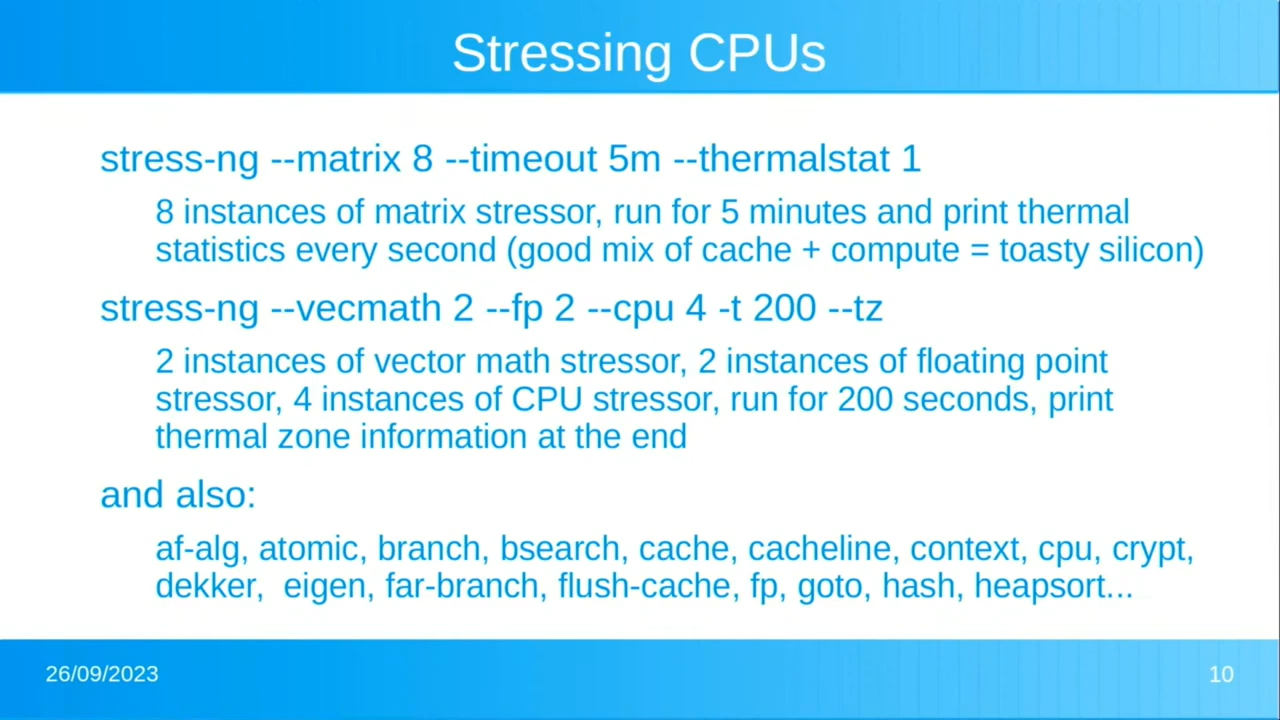 Stressing CPUs
stress-ng --matrix 8 --timeout 5m --thermalstat 1
8 instances of matrix stressor, run for 5 minutes and print thermal
statistics every second (good mix of cache + compute = toasty silicon)
stress-ng --vecmath 2 --fp 2 --cpu 4 -t 200 --tz
2 instances of vector math stressor, 2 instances of floating point
stressor, 4 instances of CPU stressor, run for 200 seconds, print
thermal zone information at the end
and also:
af-alg, atomic, branch, bsearch, cache, cacheline, context, cpu, crypt,
dekker,  eigen, far-branch, flush-cache, fp, goto, hash, heapsort...
26/09/2023
10